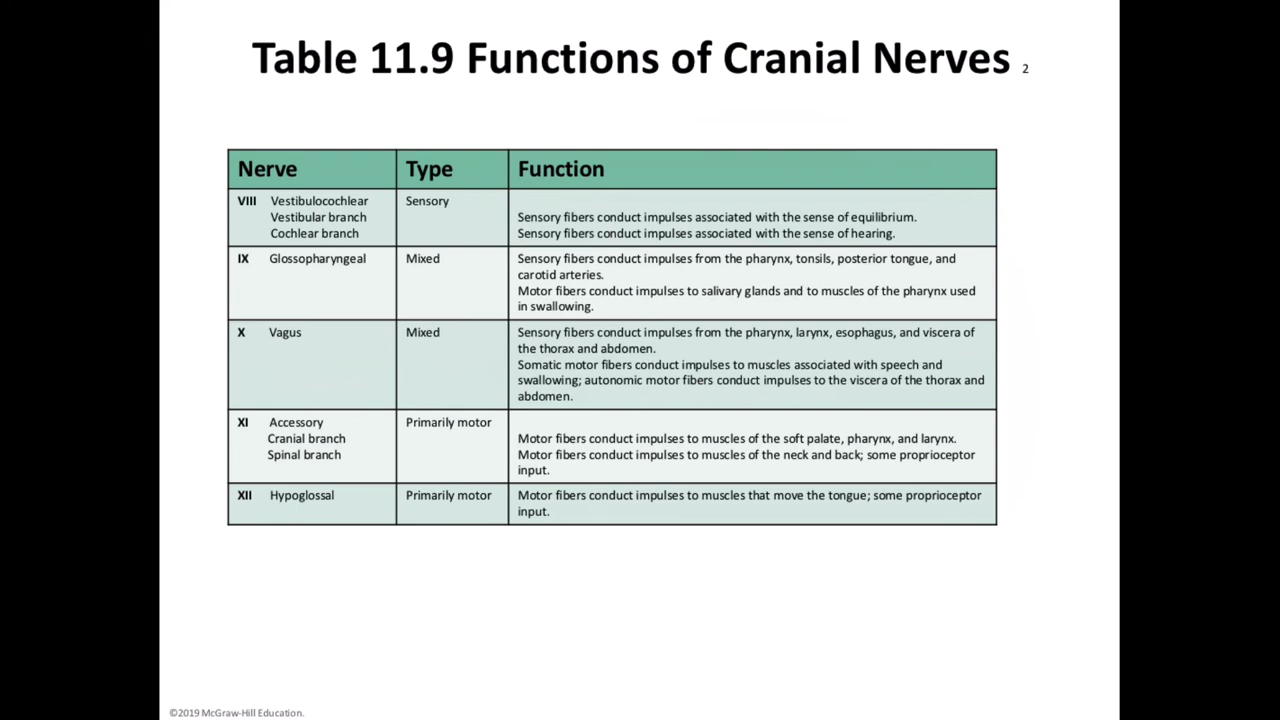 Table 11.9 Functions of Cranial Nerves 2
Nerve Type Function
VIII Vestibulocochlear Sensory
Vestibular branch Sensory fibers conduct impulses associated with the sense of equilibrium.
Cochlear branch Sensory fibers conduct impulses associated with the sense of hearing.
IX Glossopharyngeal Mixed Sensory fibers conduct impulses from the pharynx, tonsils, posterior tongue, and
carotid arteries.
Motor fibers conduct impulses to salivary glands and to muscles of the pharynx used
in swallowing.
X Vagus Mixed Sensory fibers conduct impulses from the pharynx, larynx, esophagus, and viscera of
the thorax and abdomen.
Somatic motor fibers conduct impulses to muscles associated with speech and
swallowing; autonomic motor fibers conduct impulses to the viscera of the thorax and
abdomen.
XI Accessory Primarily motor
Cranial branch Motor fibers conduct impulses to muscles of the soft palate, pharynx, and larynx.
Spinal branch Motor fibers conduct impulses to muscles of the neck and back; some proprioceptor
input.
XII Hypoglossal Primarily motor Motor fibers conduct impulses to muscles that move the tongue; some proprioceptor
input.
©2019 McGraw-Hill Education.